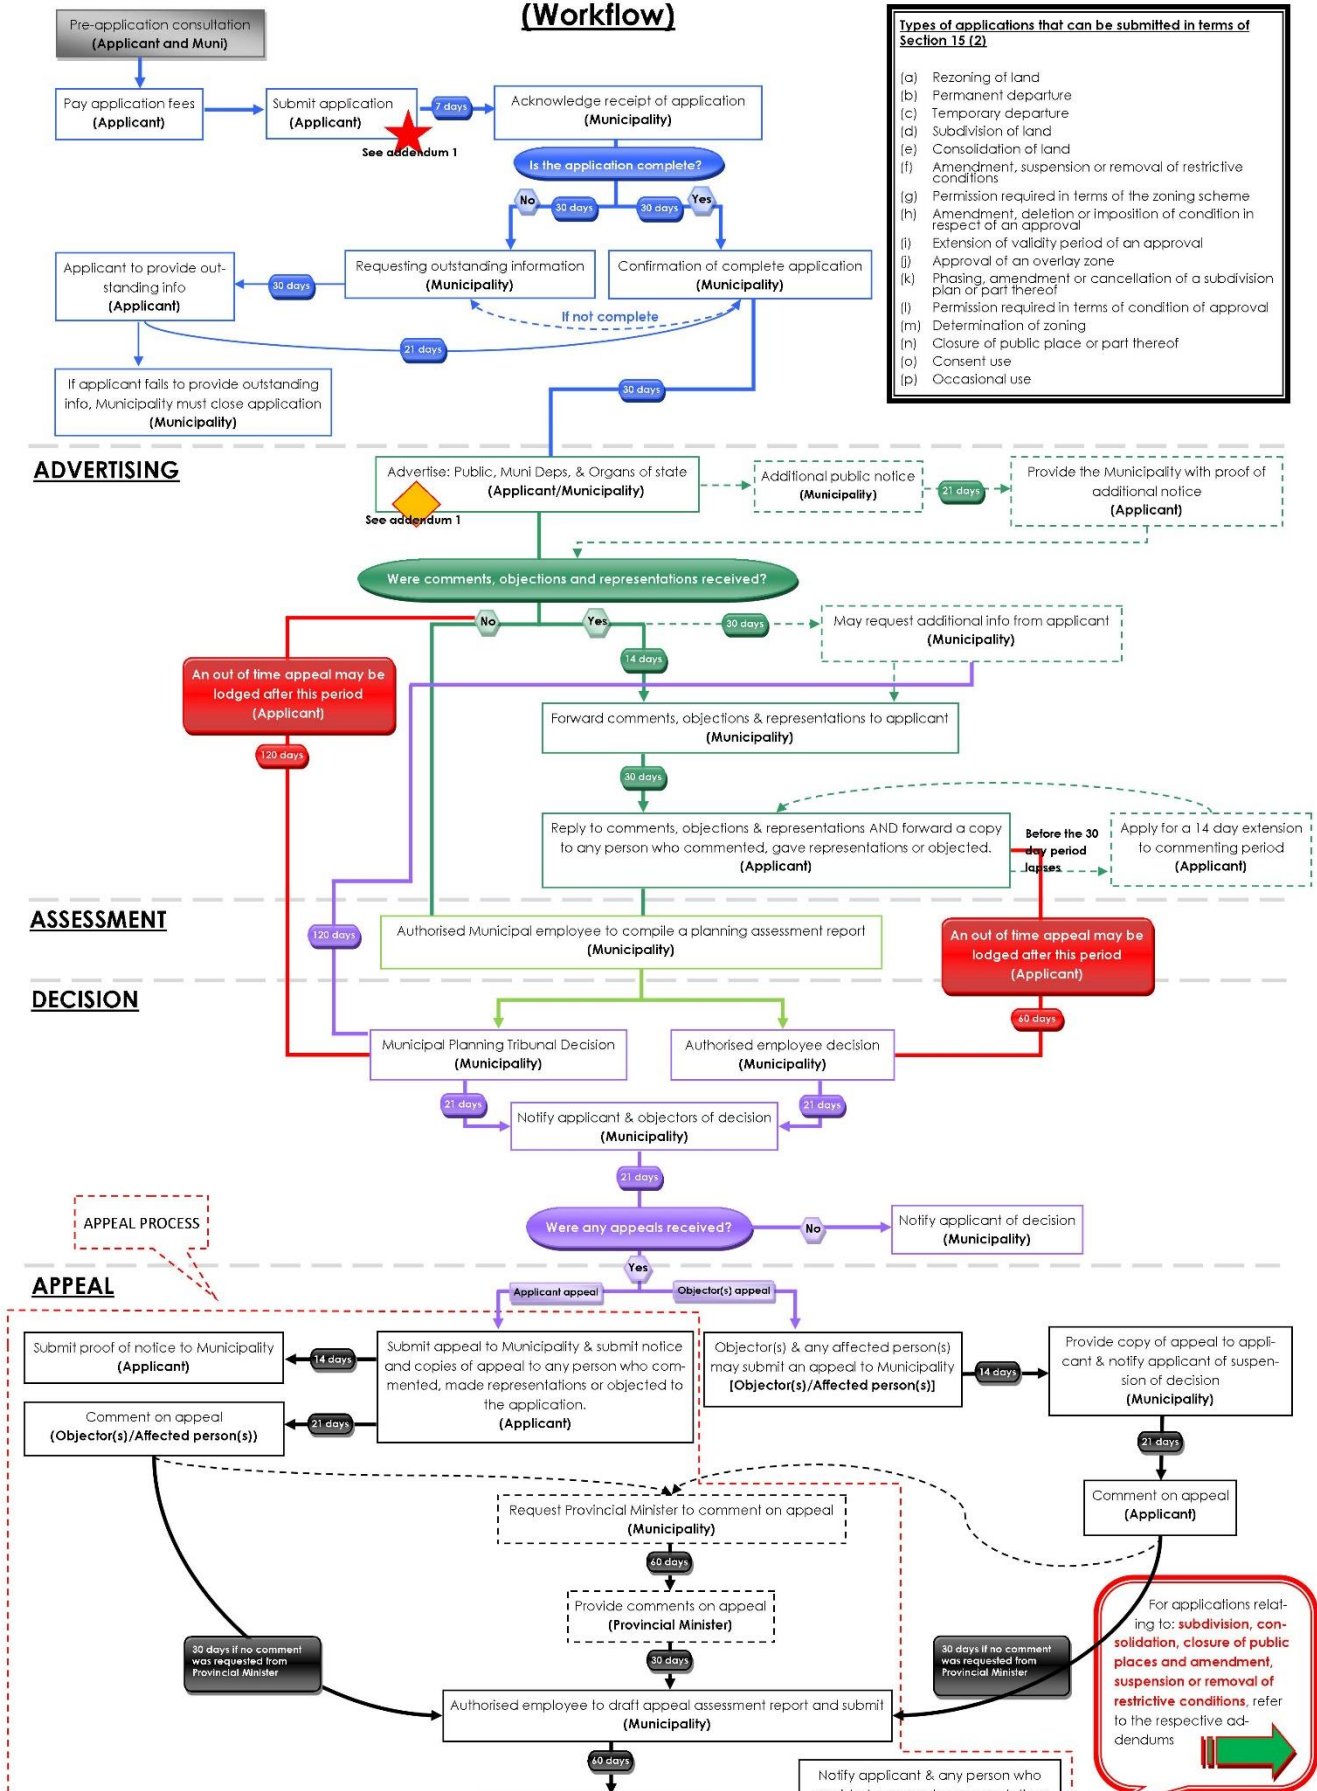 (Workflow)
Pre-application consultation
(Applicant and Muni)
Pay application fees
(Applicant)
Submit application
(Applicant)
See addendum 1
7 days
Acknowledge receipt of application
(Municipality)
Is the application complete?
No
30 days
30 days
Yes
Applicant to provide out-
standing info
(Applicant)
30 days
Requesting outstanding information
(Municipality)
Confirmation of complete application
(Municipality)
If not complete
21 days
If applicant fails to provide outstanding
info, Municipality must close application
(Municipality)
30 days
Types of applications that can be submitted in terms of
Section 15 (2)
(a) Rezoning of land
(b) Permanent departure
(c) Temporary departure
(d) Subdivision of land
(e) Consolidation of land
(f) Amendment, suspension or removal of restrictive
conditions
(g) Permission required in terms of the zoning scheme
(h) Amendment, deletion or imposition of condition in
respect of an approval
(i) Extension of validity period of an approval
(j) Approval of an overlay zone
(k) Phasing, amendment or cancellation of a subdivision
plan or part thereof
(l) Permission required in terms of condition of approval
(m) Determination of zoning
(n) Closure of public place or part thereof
(o) Consent use
(p) Occasional use
ADVERTISING
Advertise: Public, Muni Deps, & Organs of state
(Applicant/Municipality)
See addendum 1
Additional public notice
(Municipality)
21 days
Provide the Municipality with proof of
additional notice
(Applicant)
Were comments, objections and representations received?
No
Yes
30 days
May request additional info from applicant
(Municipality)
14 days
An out of time appeal may be
lodged after this period
(Applicant)
120 days
Forward comments, objections & representations to applicant
(Municipality)
30 days
Reply to comments, objections & representations AND forward a copy
to any person who commented, gave representations or objected.
(Applicant)
Before the 30
day period
lapses
Apply for a 14 day extension
to commenting period
(Applicant)
ASSESSMENT
120 days
Authorised Municipal employee to compile a planning assessment report
(Municipality)
An out of time appeal may be
lodged after this period
(Applicant)
60 days
DECISION
Municipal Planning Tribunal Decision
(Municipality)
Authorised employee decision
(Municipality)
21 days
21 days
Notify applicant & objectors of decision
(Municipality)
21 days
Were any appeals received?
No
Notify applicant of decision
(Municipality)
Yes
APPEAL PROCESS
APPEAL
Applicant appeal
Objector(s) appeal
Submit proof of notice to Municipality
(Applicant)
14 days
Submit appeal to Municipality & submit notice
and copies of appeal to any person who com-
mented, made representations or objected to
the application.
(Applicant)
Comment on appeal
(Objector(s)/Affected person(s))
21 days
Objector(s) & any affected person(s)
may submit an appeal to Municipality
[Objector(s)/Affected person(s)]
14 days
Provide copy of appeal to appli-
cant & notify applicant of suspen-
sion of decision
(Municipality)
21 days
Comment on appeal
(Applicant)
Request Provincial Minister to comment on appeal
(Municipality)
60 days
Provide comments on appeal
(Provincial Minister)
30 days
30 days if no comment
was requested from
Provincial Minister
30 days if no comment
was requested from
Provincial Minister
Authorised employee to draft appeal assessment report and submit
(Municipality)
60 days
For applications relat-
ing to: subdivision, con-
solidation, closure of public
places and amendment,
suspension or removal of
restrictive conditions, refer
to the respective ad-
dendums
Notify applicant & any person who